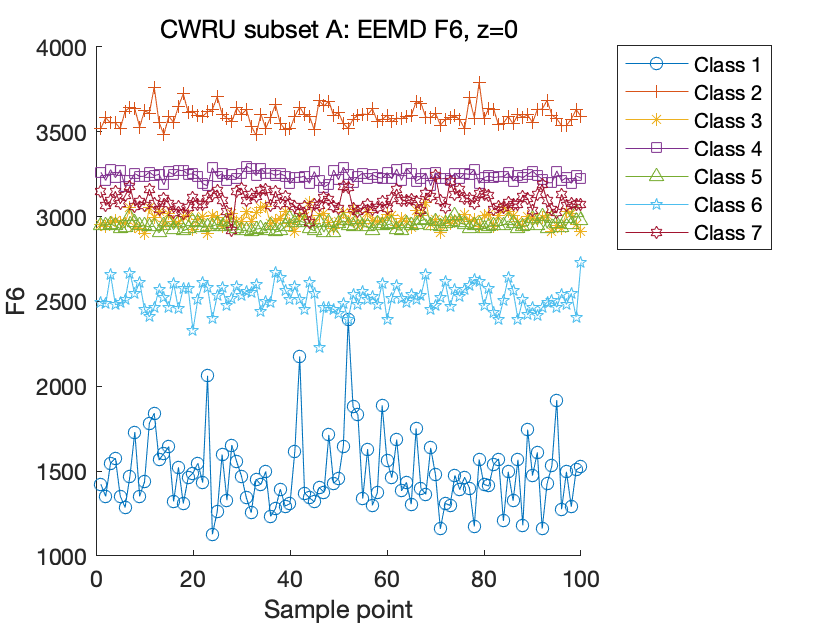 CWRU subset A: EEMD F6, z=0
4000
3500
3000
2500
2000
1500
1000
F6
0
20
40
60
80
100
Sample point
Class 1
Class 2
Class 3
Class 4
Class 5
Class 6
Class 7